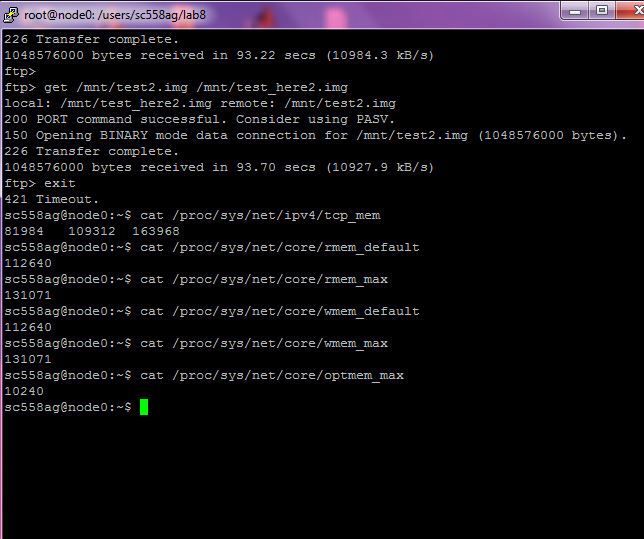 root@node0: /users/sc558ag/lab8
226 Transfer complete.
1048576000 bytes received in 93.22 secs (10984.3 kB/s)
ftp>
ftp> get /mnt/test2.img /mnt/test_here2.img
local: /mnt/test_here2.img remote: /mnt/test2.img
200 PORT command successful. Consider using PASV.
150 Opening BINARY mode data connection for /mnt/test2.img (1048576000 bytes).
226 Transfer complete.
1048576000 bytes received in 93.70 secs (10927.9 kB/s)
ftp> exit
421 Timeout.
sc558ag@node0:~$ cat /proc/sys/net/ipv4/tcp_mem
81984   109312  163968
sc558ag@node0:~$ cat /proc/sys/net/core/rmem_default
112640
sc558ag@node0:~$ cat /proc/sys/net/core/rmem_max
131071
sc558ag@node0:~$ cat /proc/sys/net/core/wmem_default
112640
sc558ag@node0:~$ cat /proc/sys/net/core/wmem_max
131071
sc558ag@node0:~$ cat /proc/sys/net/core/optmem_max
10240
sc558ag@node0:~$